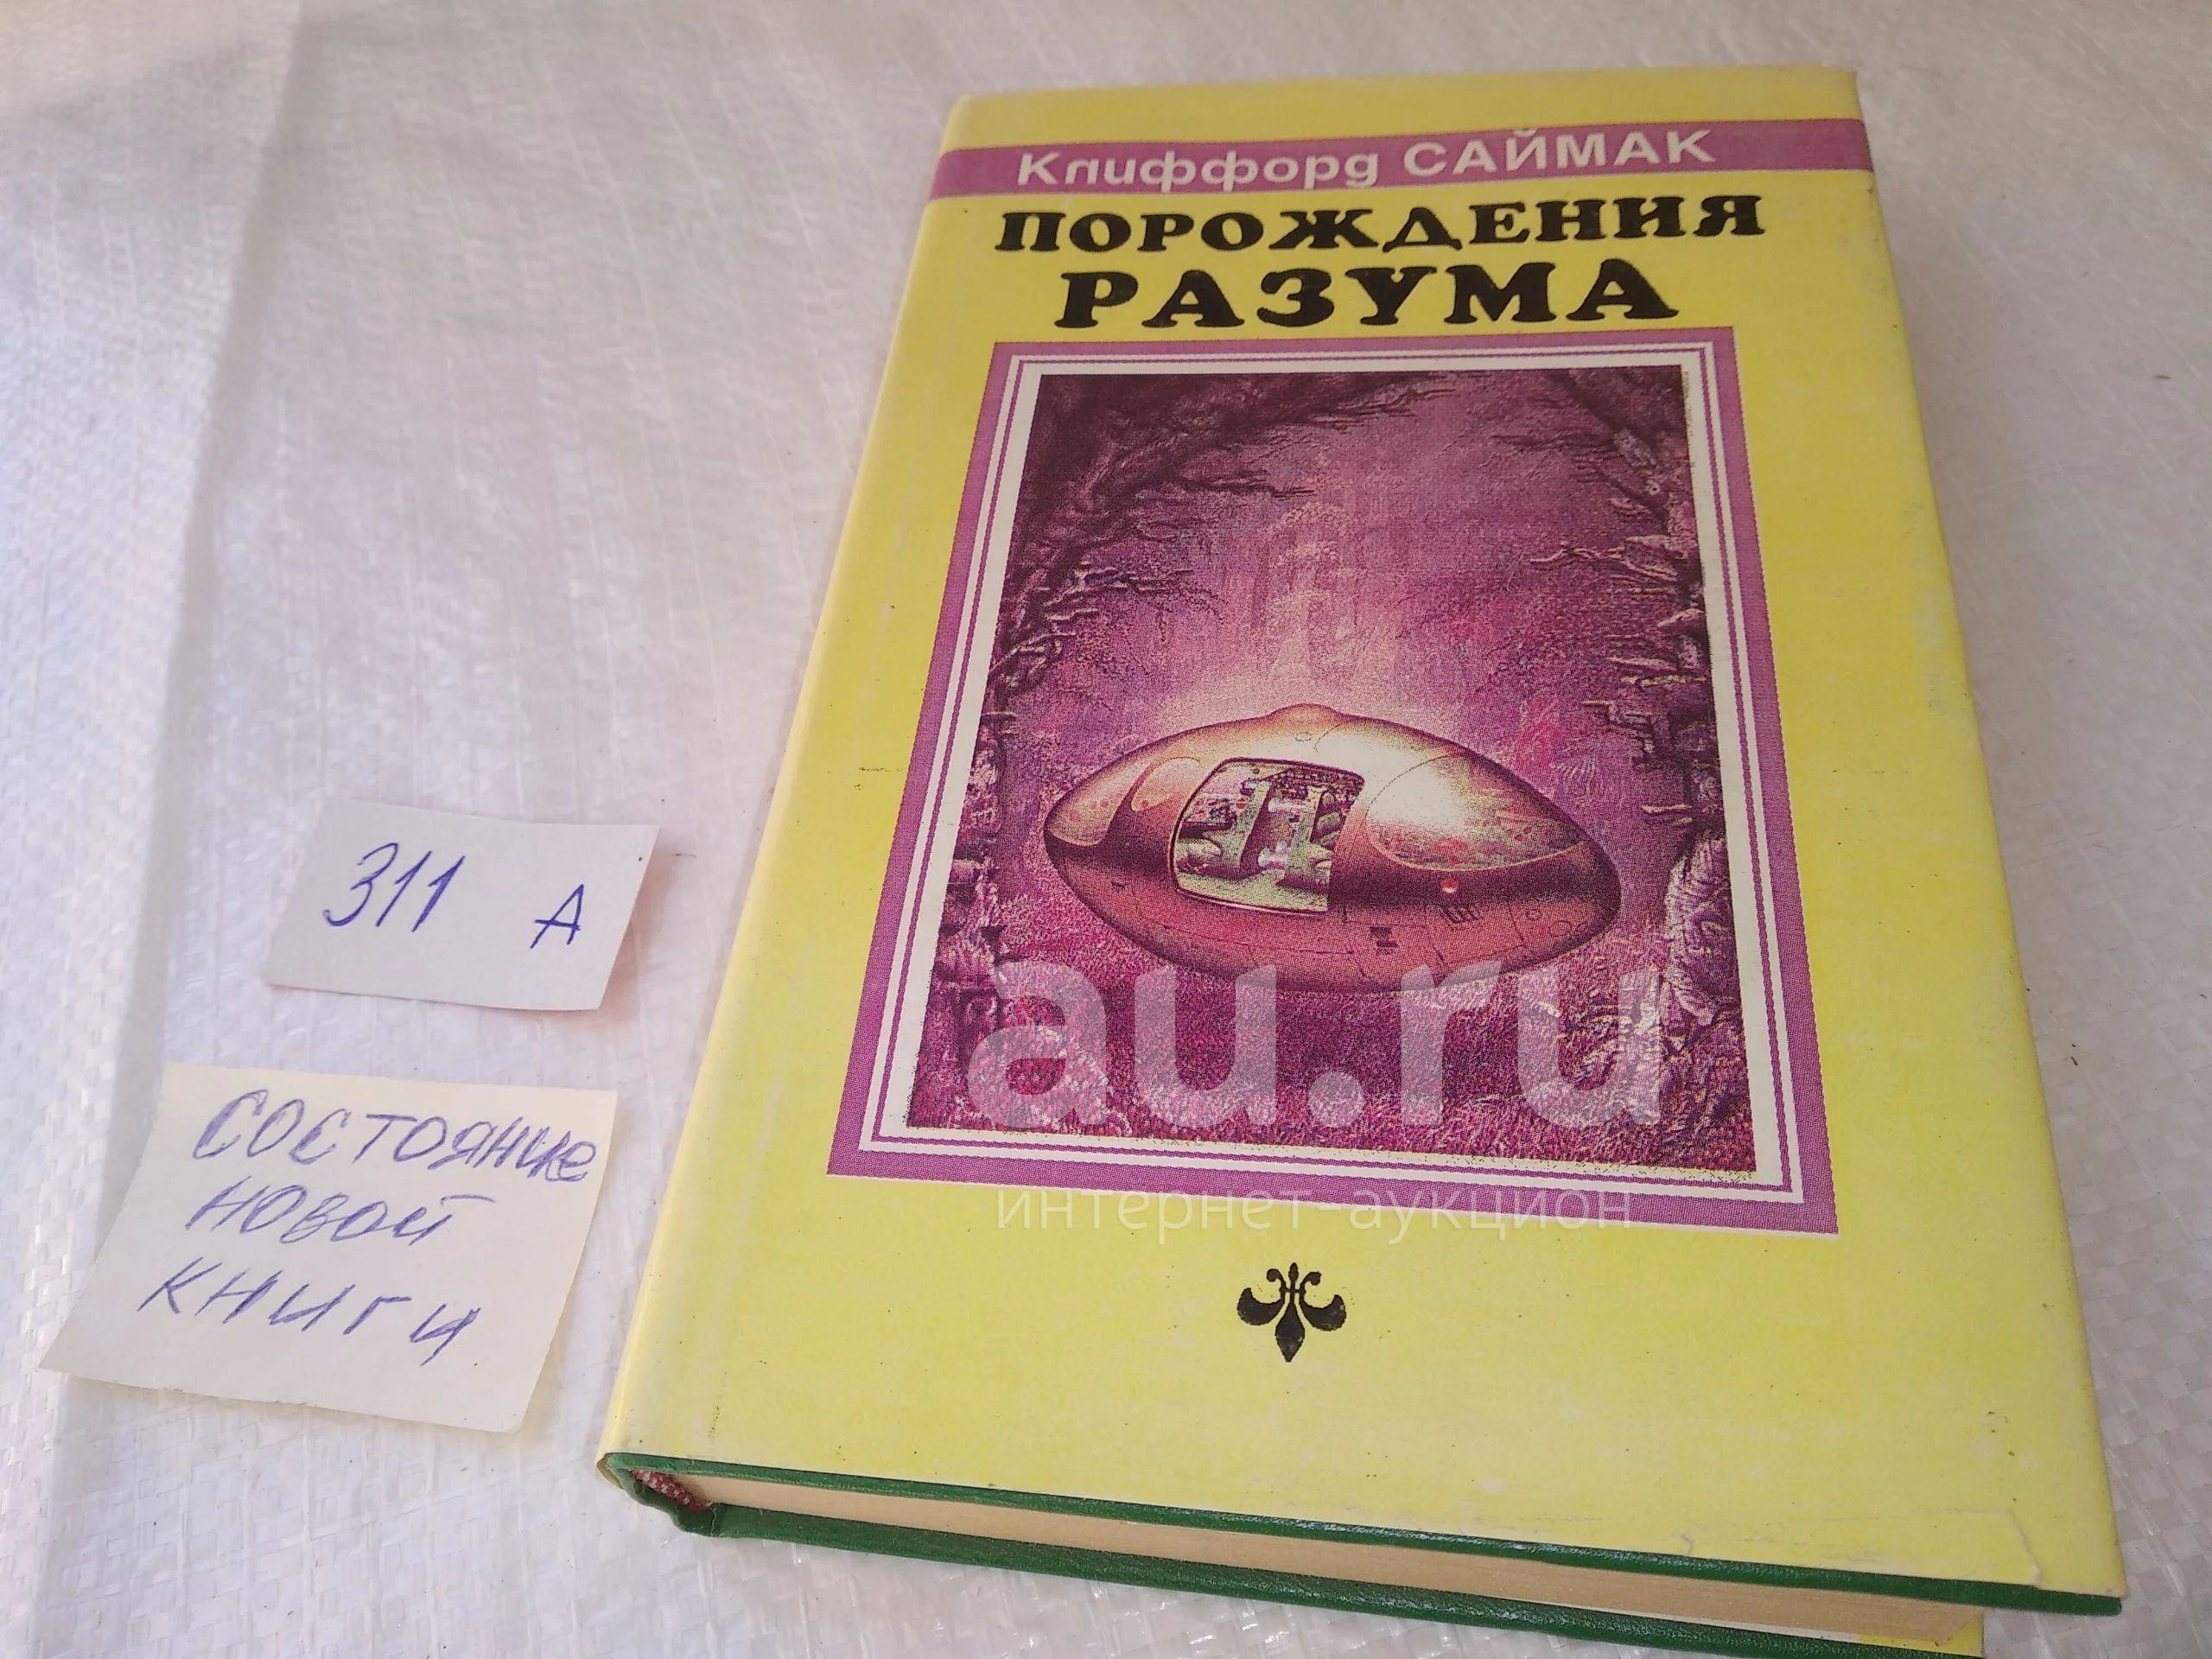 Клиффорд САЙМАК
ПОРОЖДЕНИЯ
РАЗУМА
311 А
СОСТОЯНИЕ
НОВОЙ
КНИГИ
au.ru
интернет-аукцион